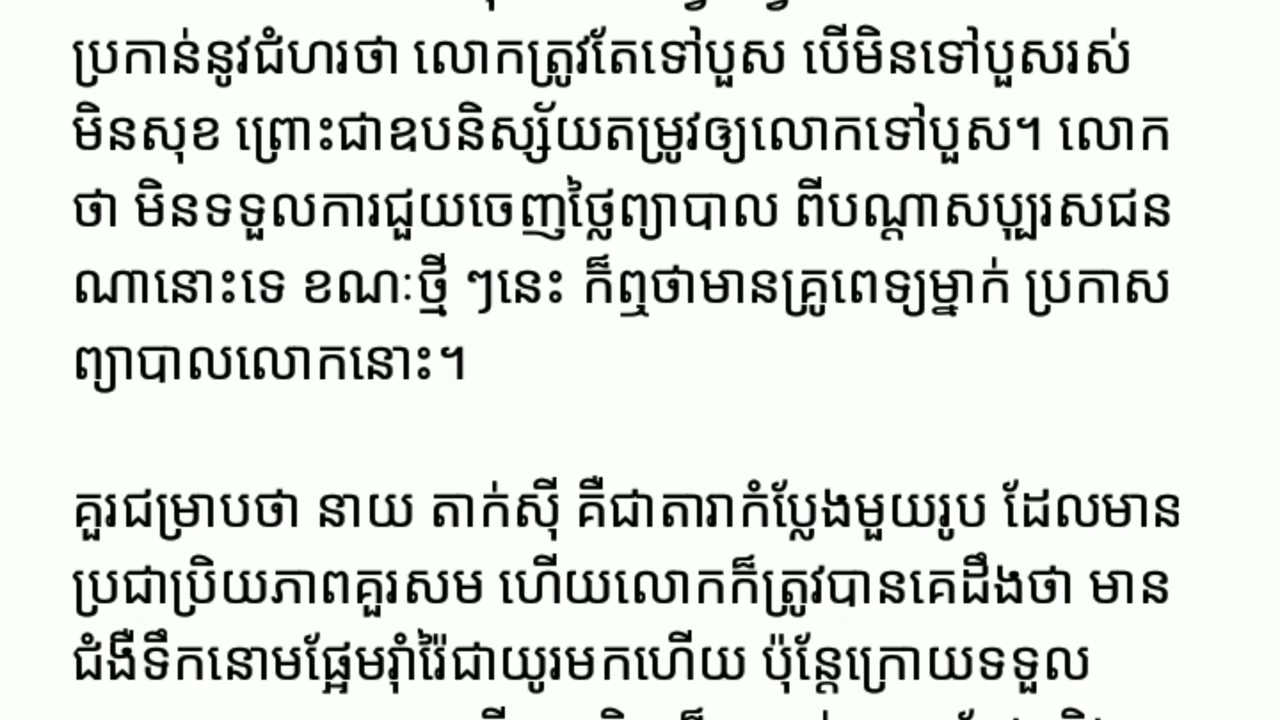 ប្រកាន់នូវជំហរថា លោកត្រូវតែទៅបួស បើមិនទៅបួសរស់
មិនសុខ ព្រោះជាឧបនិស្ស័យតម្រូវឲ្យលោកទៅបួស។ លោក
ថា មិនទទួលការជួយចេញថ្លៃព្យាបាល ពីបណ្តាសប្បុរសជន
ណានោះទេ ខណៈថ្មី ៗនេះ ក៏ឮថាមានគ្រូពេទ្យម្នាក់ ប្រកាស
ព្យាបាលលោកនោះ។
គួរជម្រាបថា នាយ តាក់ស៊ី គឺជាតារាកំប្លែងមួយរូប ដែលមាន
ប្រជាប្រិយភាពគួរសម ហើយលោកក៏ត្រូវបានគេដឹងថា មាន
ជំងឺទឹកនោមផ្អែមរ៉ាំរ៉ៃជាយូរមកហើយ ប៉ុន្តែក្រោយទទួល